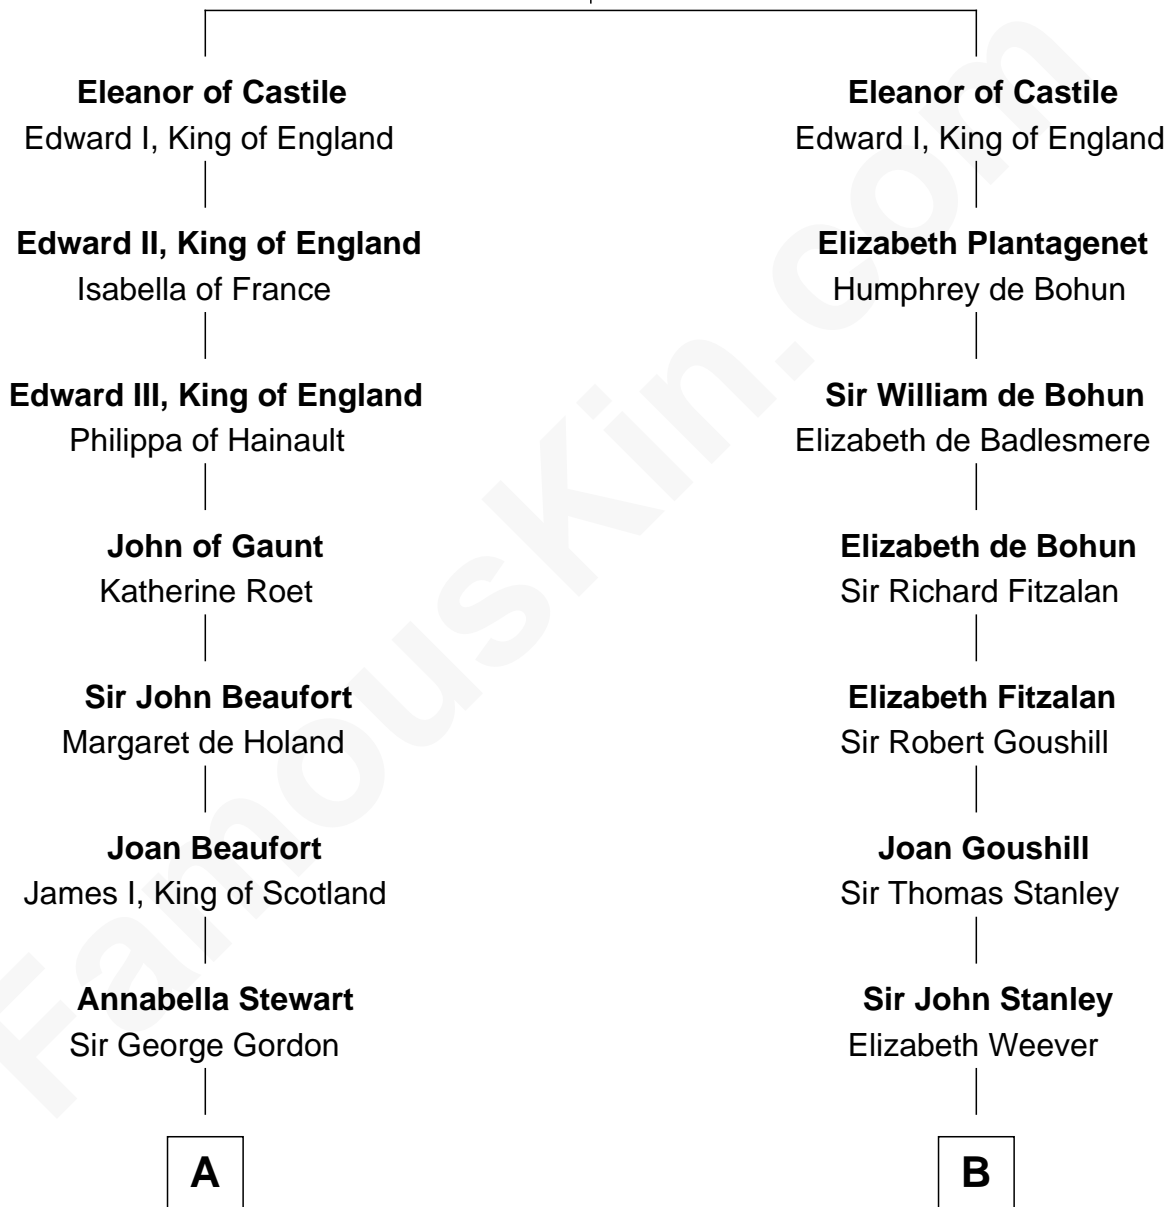 Eleanor of Castile
Edward I, King of England
Edward II, King of England
Isabella of France
Edward III, King of England
Philippa of Hainault
John of Gaunt
Katherine Roet
Sir John Beaufort
Margaret de Holand
Joan Beaufort
James I, King of Scotland
Annabella Stewart
Sir George Gordon
A
Eleanor of Castile
Edward I, King of England
Elizabeth Plantagenet
Humphrey de Bohun
Sir William de Bohun
Elizabeth de Badlesmere
Elizabeth de Bohun
Sir Richard Fitzalan
Elizabeth Fitzalan
Sir Robert Goushill
Joan Goushill
Sir Thomas Stanley
Sir John Stanley
Elizabeth Weever
B
FamousKin.com